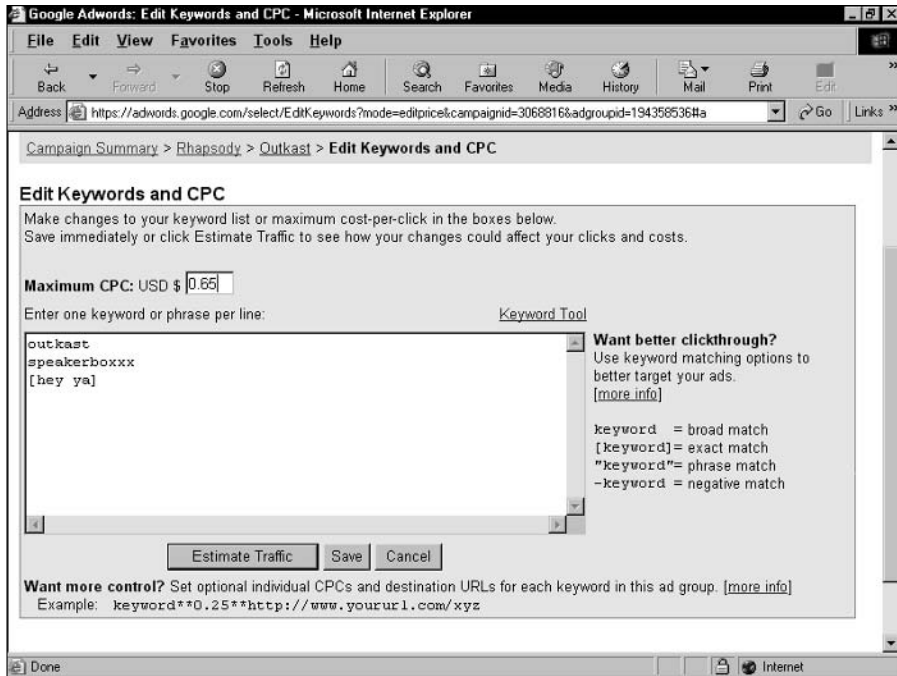 Google Adwords: Edit Keywords and CPC - Microsoft Internet Explorer
File Edit View Favorites Tools Help
Back Forward Stop Refresh Home Search Favorites Media History Mail Print Edit »
Address https://adwords.google.com/select/EditKeywords?mode=editprice&campaignid=3068816&adgroupid=194358536#a Go Links »
Campaign Summary > Rhapsody > Outkast > Edit Keywords and CPC
Edit Keywords and CPC
Make changes to your keyword list or maximum cost-per-click in the boxes below.
Save immediately or click Estimate Traffic to see how your changes could affect your clicks and costs.
Maximum CPC: USD $ 0.65
Enter one keyword or phrase per line: Keyword Tool
outkast
speakerboxxx
[hey ya]
Want better clickthrough?
Use keyword matching options to
better target your ads.
[more info]
keyword = broad match
[keyword]= exact match
"keyword"= phrase match
-keyword = negative match
Estimate Traffic Save Cancel
Want more control? Set optional individual CPCs and destination URLs for each keyword in this ad group. [more info]
Example: keyword**0.25**http://www.yoururl.com/xyz
Done Internet